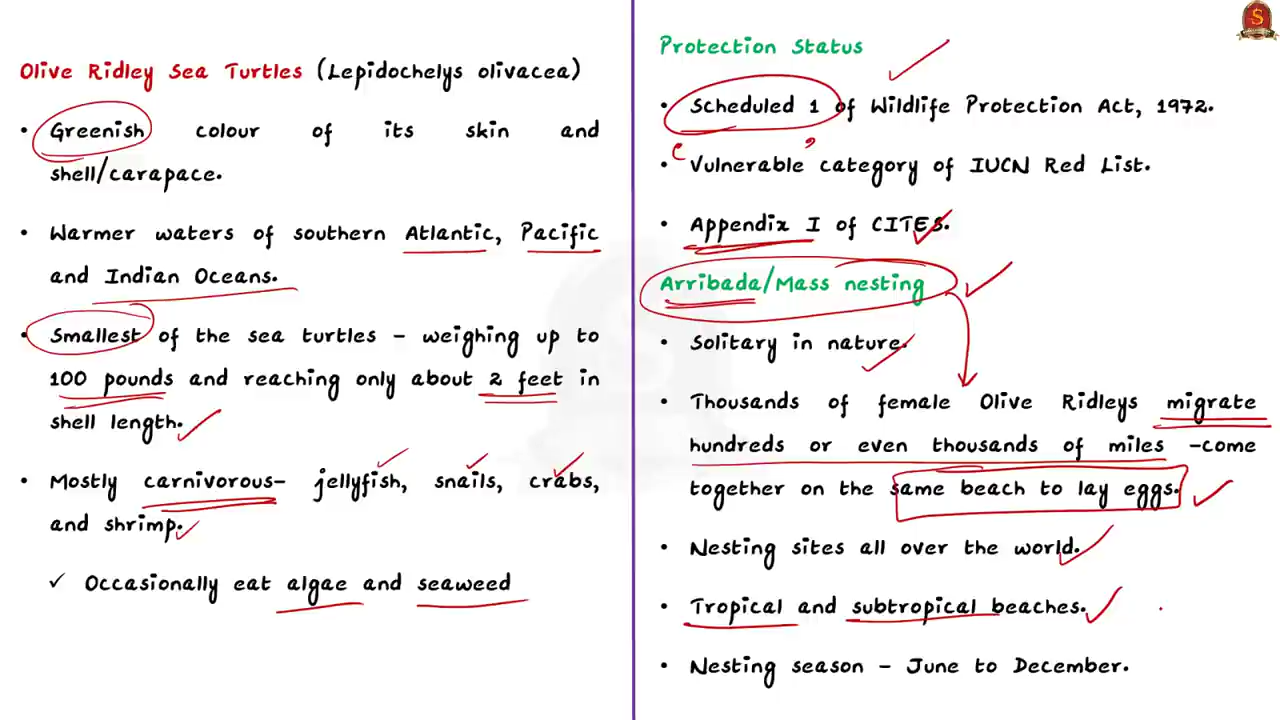 Olive Ridley Sea Turtles (Lepidochelys olivacea)
• Greenish colour of its skin and
shell/carapace.
• Warmer waters of southern Atlantic, Pacific
and Indian Oceans.
• Smallest of the sea turtles – weighing up to
100 pounds and reaching only about 2 feet in
shell length.
• Mostly carnivorous– jellyfish, snails, crabs,
and shrimp.
✓ Occasionally eat algae and seaweed
Protection Status
• Scheduled 1 of Wildlife Protection Act, 1972.
• Vulnerable category of IUCN Red List.
• Appendix I of CITES.
Arribada/Mass nesting
• Solitary in nature.
• Thousands of female Olive Ridleys migrate
hundreds or even thousands of miles –come
together on the same beach to lay eggs.
• Nesting sites all over the world.
• Tropical and subtropical beaches.
• Nesting season – June to December.
S